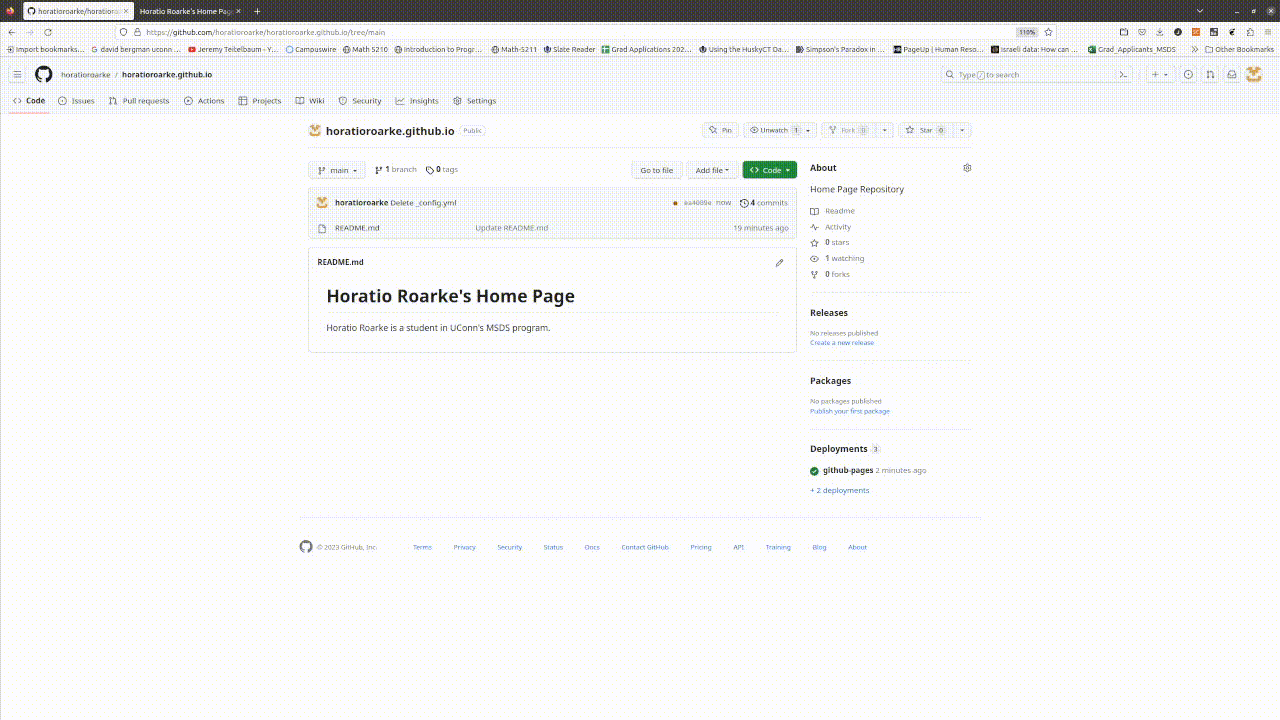 horatioroarke/horatioro
Horatio Roarke's Home Page
https://github.com/horatioroarke/horatioroarke.github.io/tree/main
110%
Import bookmarks... david bergman uconn ... Jeremy Teitelbaum - Y... Campuswire Math 5210 Introduction to Progr... Math-5211 Slate Reader Grad Applications 202... Using the HuskyCT Da... Simpson's Paradox in ... PageUp | Human Reso... israeli data: How can ... Grad_Applicants_MSDS Other Bookmarks
horatioroarke / horatioroarke.github.io
Type / to search
Code Issues Pull requests Actions Projects Wiki Security Insights Settings
horatioroarke.github.io Public
Pin Unwatch 1 Fork 0 Star 0
main 1 branch 0 tags
Go to file Add file Code
horatioroarke Delete _config.yml
now 4 commits
README.md Update README.md 19 minutes ago
README.md
Horatio Roarke's Home Page
Horatio Roarke is a student in UConn's MSDS program.
About
Home Page Repository
Readme
Activity
0 stars
1 watching
0 forks
Releases
No releases published
Create a new release
Packages
No packages published
Publish your first package
Deployments 3
github-pages 2 minutes ago
+ 2 deployments
© 2023 GitHub, Inc. Terms Privacy Security Status Docs Contact GitHub Pricing API Training Blog About